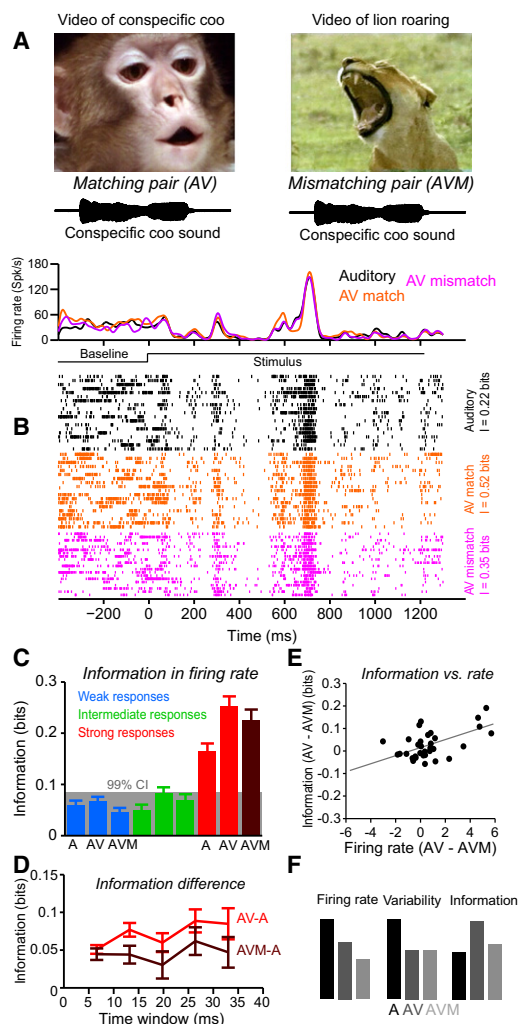 Video of conspecific coo
Video of lion roaring
A
Matching pair (AV)
Mismatching pair (AVM)
Conspecific coo sound
Conspecific coo sound
Firing rate (Spk/s)
180
120
60
0
Auditory
AV mismatch
AV match
Baseline
Stimulus
B
Auditory
I = 0.22 bits
AV match
I = 0.52 bits
AV mismatch
I = 0.35 bits
−200 0 200 400 600 800 1000 1200
Time (ms)
C
Information in firing rate
Information (bits)
0.3
0.2
0.1
0
Weak responses
Intermediate responses
Strong responses
99% CI
A AV AVM A AV AVM
D
Information difference
Information (bits)
0.15
0.1
0.05
0
AV-A
AVM-A
0 5 10 15 20 25 30 35 40
Time window (ms)
E
Information vs. rate
Information (AV - AVM) (bits)
0.3
0.2
0.1
0
-0.1
-0.3
-6 -4 -2 0 2 4 6
Firing rate (AV - AVM)
F
Firing rate Variability Information
A AV AVM